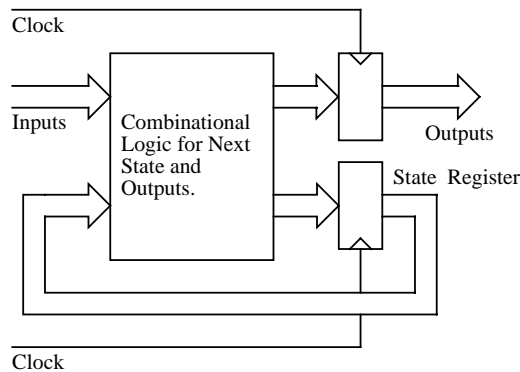 Clock
Inputs
Combinational
Logic for Next
State and
Outputs.
Outputs
State Register
Clock